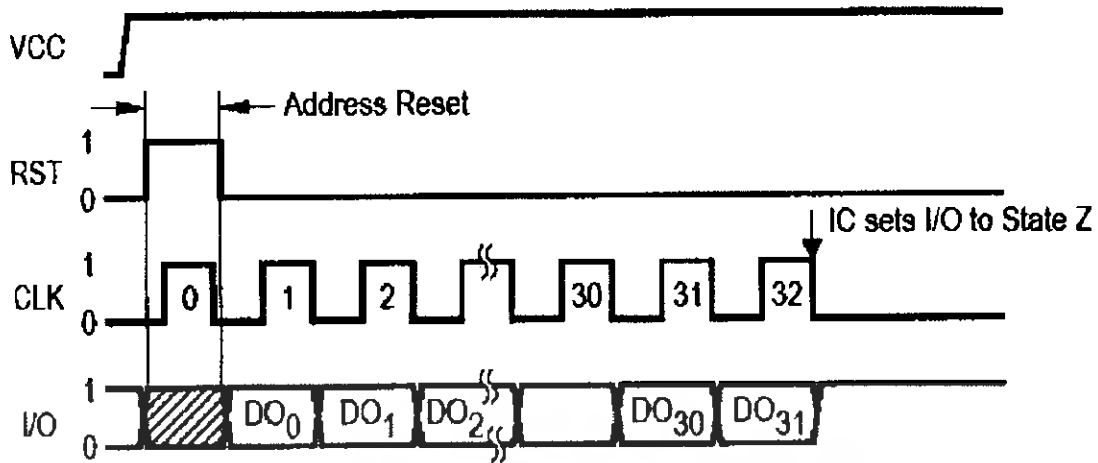 VCC
Address Reset
1
RST
0
IC sets I/O to State Z
1
CLK
0
0 1 2 30 31 32
1
I/O
0
DO0 DO1 DO2 DO30 DO31